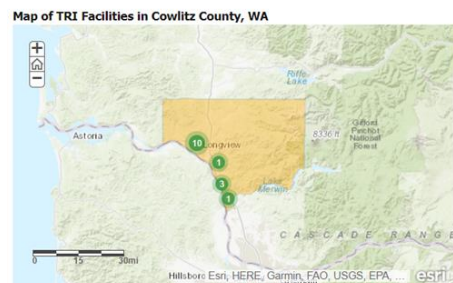 Map of TRI Facilities in Cowlitz County, WA
+
−
Riffe
Lake
Astoria
10
Longview
1
3
1
8336 ft
Gifford
Pinchot
National
Forest
Lake
Merwin
CASCADE RANGE
0 15 30mi
Hillsboro Esri, HERE, Garmin, FAO, USGS, EPA, ...
esri